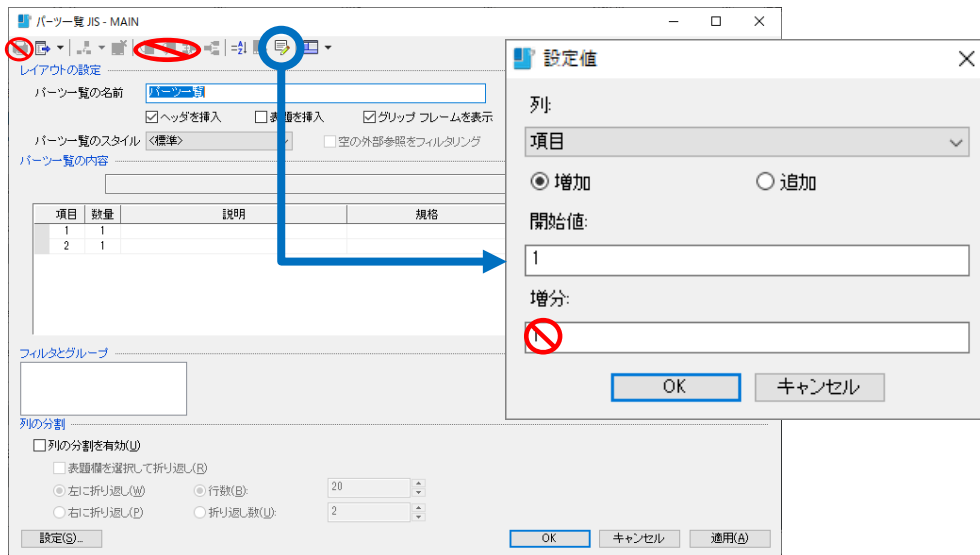 パーツ一覧 JIS - MAIN
レイアウトの設定
パーツ一覧の名前 パーツ一覧
ヘッダを挿入 表題を挿入 グリップ フレームを表示
パーツ一覧のスタイル <標準> 空の外部参照をフィルタリング
パーツ一覧の内容
項目 数量 説明 規格
1 1
2 1
フィルタとグループ
列の分割
列の分割を有効(U)
表題欄を選択して折り返し(R)
左に折り返し(W) 行数(B): 20
右に折り返し(P) 折り返し数(U): 2
設定(S)... OK キャンセル 適用(A)
設定値
列:
項目
増加 追加
開始値:
1
増分:
1
OK キャンセル